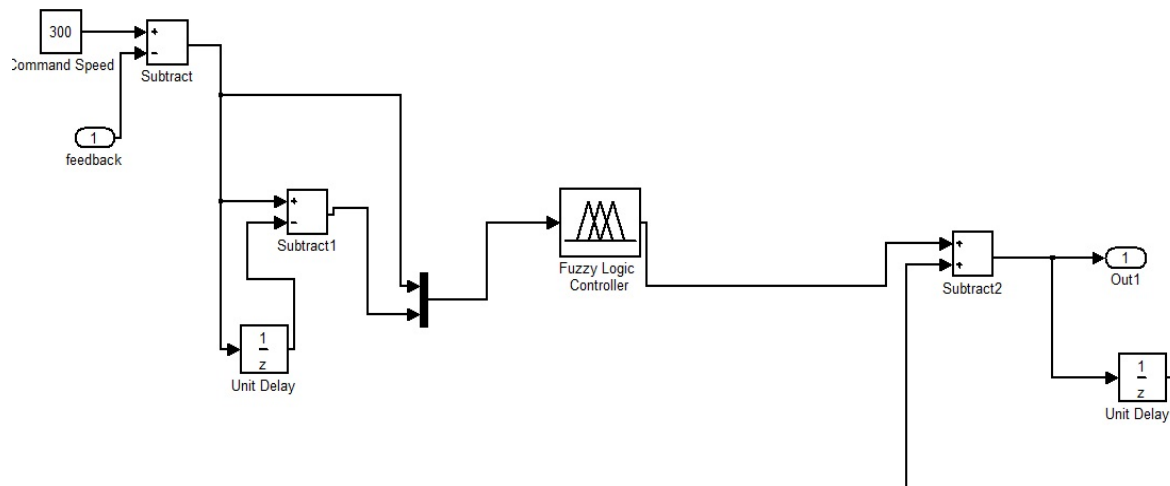 300
+
−
Command Speed
Subtract
1
feedback
+
−
Subtract1
1
z
Unit Delay
Fuzzy Logic
Controller
+
+
Subtract2
1
Out1
1
z
Unit Delay